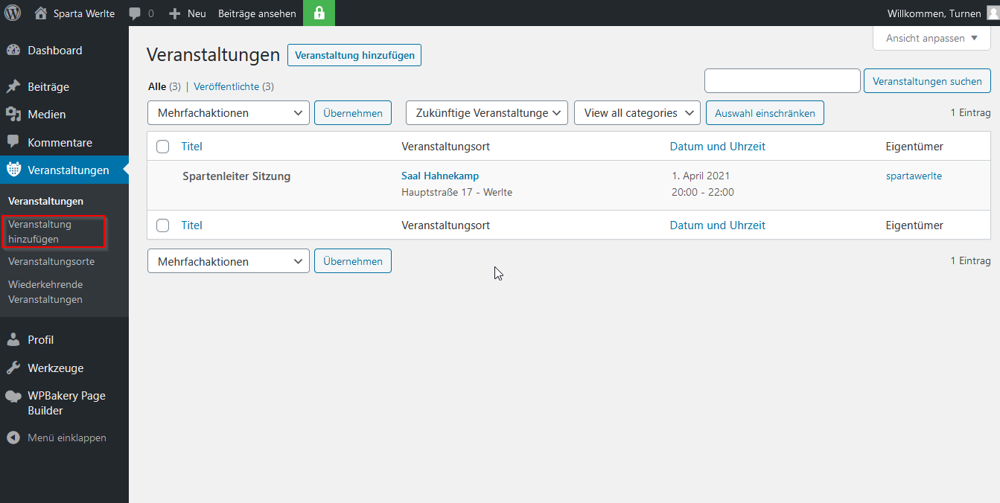 Sparta Werlte
0
Neu
Beiträge ansehen
Willkommen, Turnen
Dashboard
Beiträge
Medien
Kommentare
Veranstaltungen
Veranstaltungen
Veranstaltung
hinzufügen
Veranstaltungsorte
Wiederkehrende
Veranstaltungen
Profil
Werkzeuge
WPBakery Page
Builder
Menü einklappen
Ansicht anpassen
Veranstaltungen
Veranstaltung hinzufügen
Alle (3) | Veröffentlichte (3)
Veranstaltungen suchen
Mehrfachaktionen
Übernehmen
Zukünftige Veranstaltunge
View all categories
Auswahl einschränken
1 Eintrag
Titel
Veranstaltungsort
Datum und Uhrzeit
Eigentümer
Spartenleiter Sitzung
Saal Hahnekamp
Hauptstraße 17 - Werlte
1. April 2021
20:00 - 22:00
spartawerlte
Titel
Veranstaltungsort
Datum und Uhrzeit
Eigentümer
Mehrfachaktionen
Übernehmen
1 Eintrag